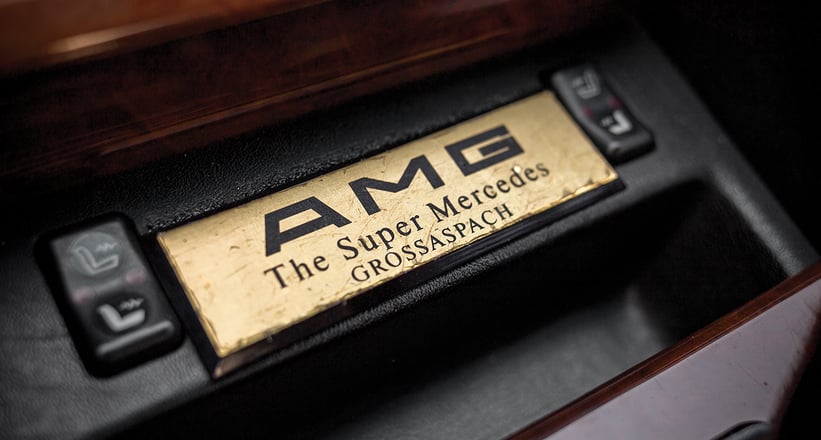 AMG
The Super Mercedes
GROSSASPACH